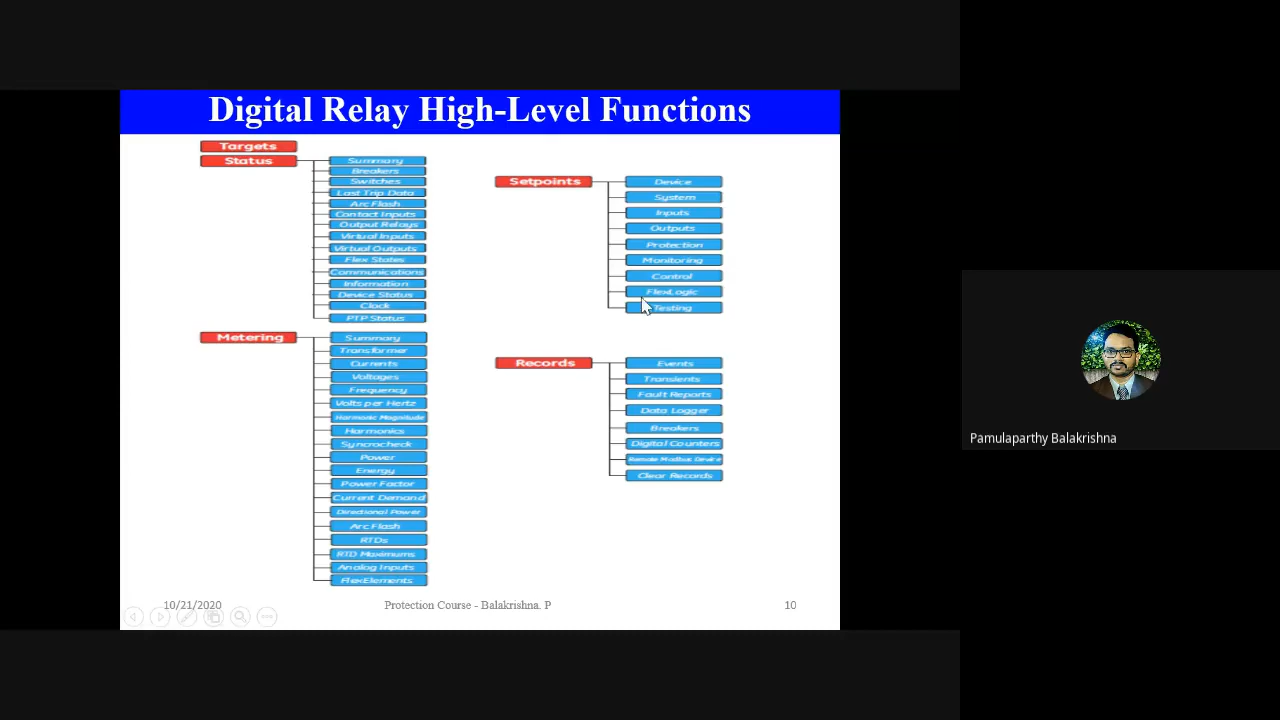 Digital Relay High-Level Functions
Targets
Status
Summary
Breakers
Switches
Last Trip Data
Arc Flash
Contact Inputs
Output Relays
Virtual Inputs
Virtual Outputs
Flex States
Communications
Information
Device Status
Clock
PTP Status
Metering
Summary
Transformer
Currents
Voltages
Frequency
Volts per Hertz
Harmonic Magnitude
Harmonics
Syncrocheck
Power
Energy
Power Factor
Current Demand
Directional Power
Arc Flash
RTDs
RTD Maximums
Analog Inputs
FlexElements
Setpoints
Device
System
Inputs
Outputs
Protection
Monitoring
Control
FlexLogic
Testing
Records
Events
Transients
Fault Reports
Data Logger
Breakers
Digital Counters
Remote Modbus Device
Clear Records
10/21/2020
Protection Course - Balakrishna. P
10
Pamulaparthy Balakrishna